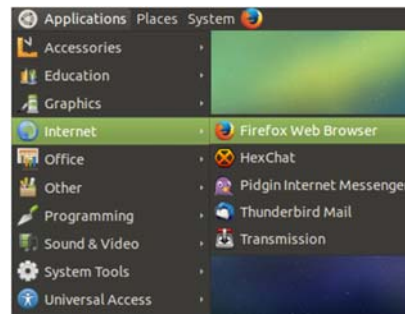 Applications Places System
Accessories
Education
Graphics
Internet
Office
Other
Programming
Sound & Video
System Tools
Universal Access
Firefox Web Browser
HexChat
Pidgin Internet Messenger
Thunderbird Mail
Transmission